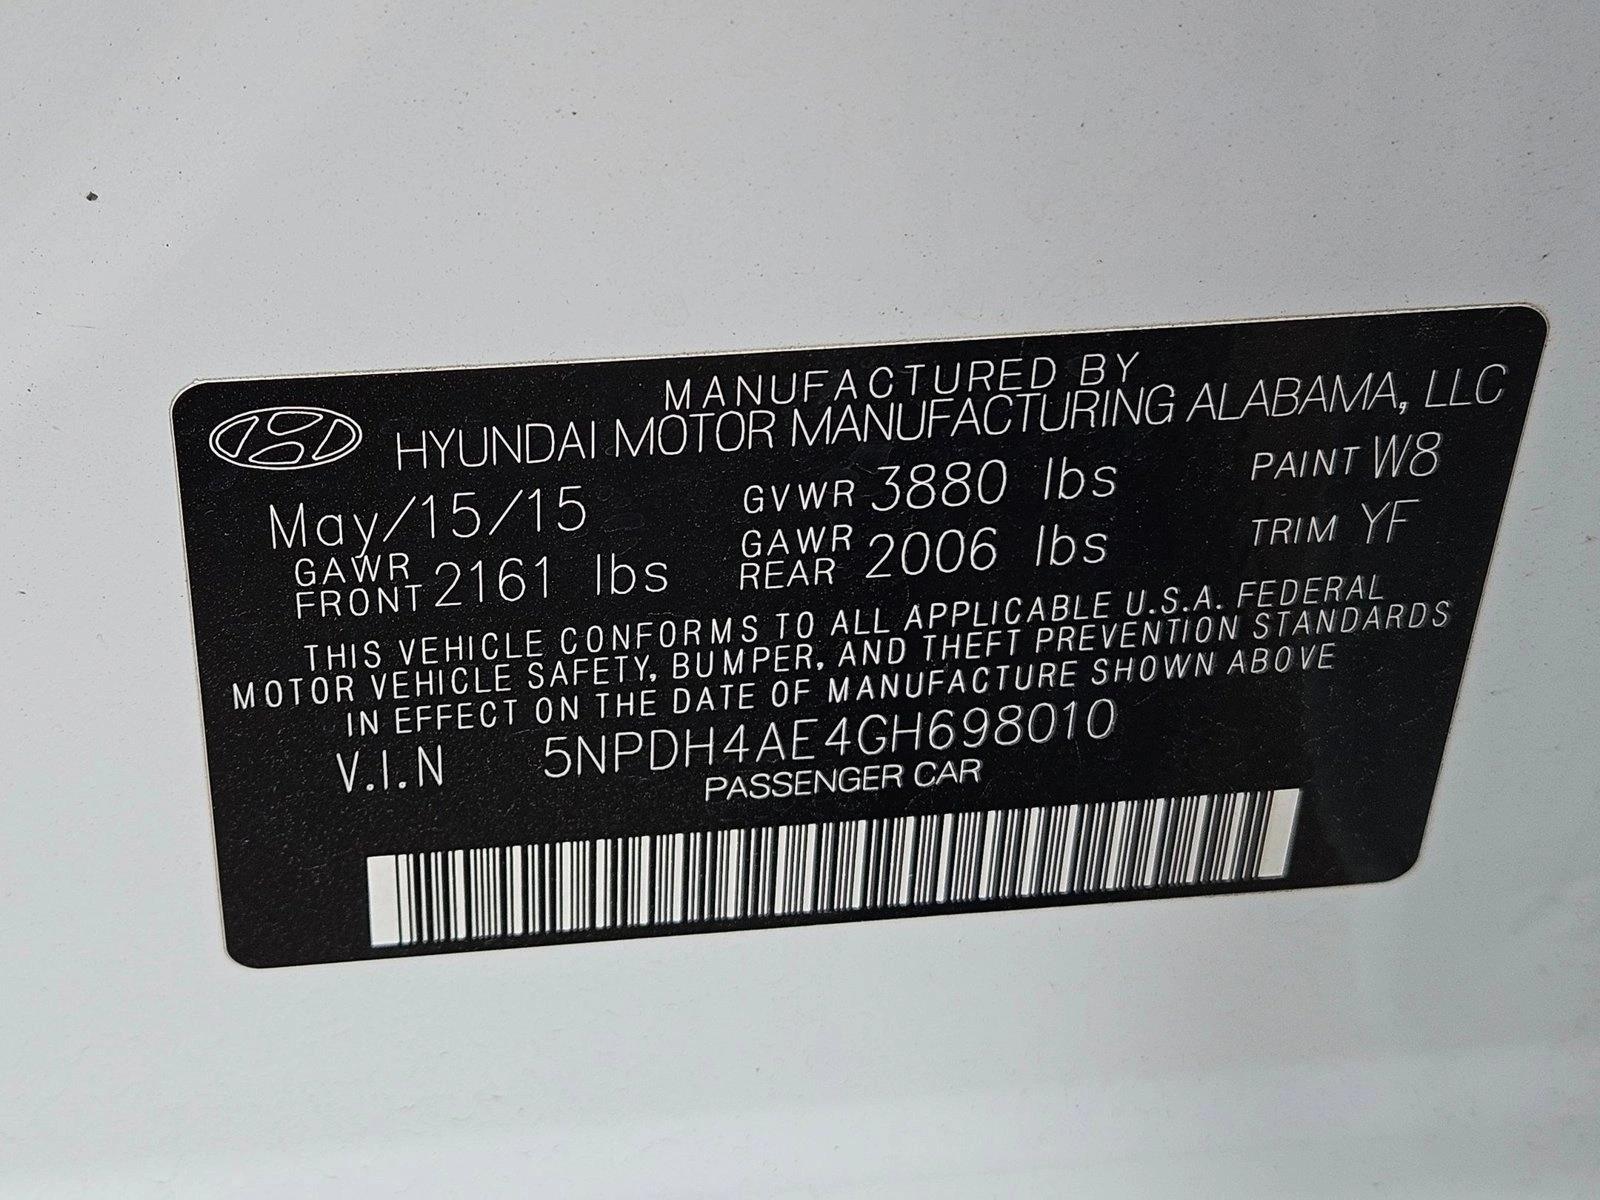 MANUFACTURED BY
HYUNDAI MOTOR MANUFACTURING ALABAMA, LLC
May/15/15 GVWR 3880 lbs PAINT W8
GAWR FRONT 2161 lbs GAWR REAR 2006 lbs TRIM YF
THIS VEHICLE CONFORMS TO ALL APPLICABLE U.S.A. FEDERAL
MOTOR VEHICLE SAFETY, BUMPER, AND THEFT PREVENTION STANDARDS
IN EFFECT ON THE DATE OF MANUFACTURE SHOWN ABOVE
V.I.N 5NPDH4AE4GH698010
PASSENGER CAR